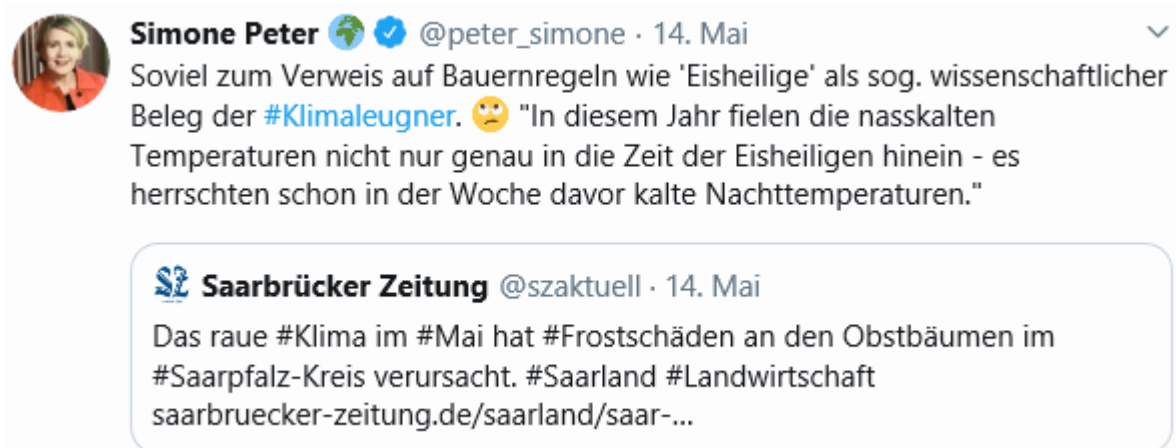 Simone Peter 🌍 @peter_simone · 14. Mai
Soviel zum Verweis auf Bauernregeln wie 'Eisheilige' als sog. wissenschaftlicher
Beleg der #Klimaleugner. 🙄 "In diesem Jahr fielen die nasskalten
Temperaturen nicht nur genau in die Zeit der Eisheiligen hinein - es
herrschten schon in der Woche davor kalte Nachttemperaturen."
SZ Saarbrücker Zeitung @szaktuell · 14. Mai
Das raue #Klima im #Mai hat #Frostschäden an den Obstbäumen im
#Saarpfalz-Kreis verursacht. #Saarland #Landwirtschaft
saarbruecker-zeitung.de/saarland/saar-...